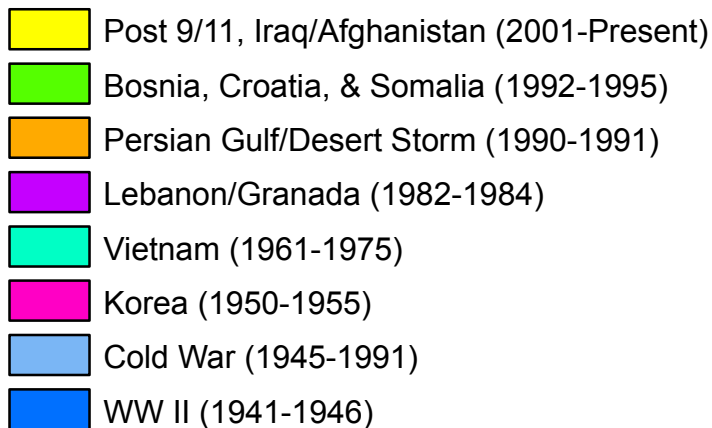 Post 9/11, Iraq/Afghanistan (2001-Present)
Bosnia, Croatia, & Somalia (1992-1995)
Persian Gulf/Desert Storm (1990-1991)
Lebanon/Granada (1982-1984)
Vietnam (1961-1975)
Korea (1950-1955)
Cold War (1945-1991)
WW II (1941-1946)